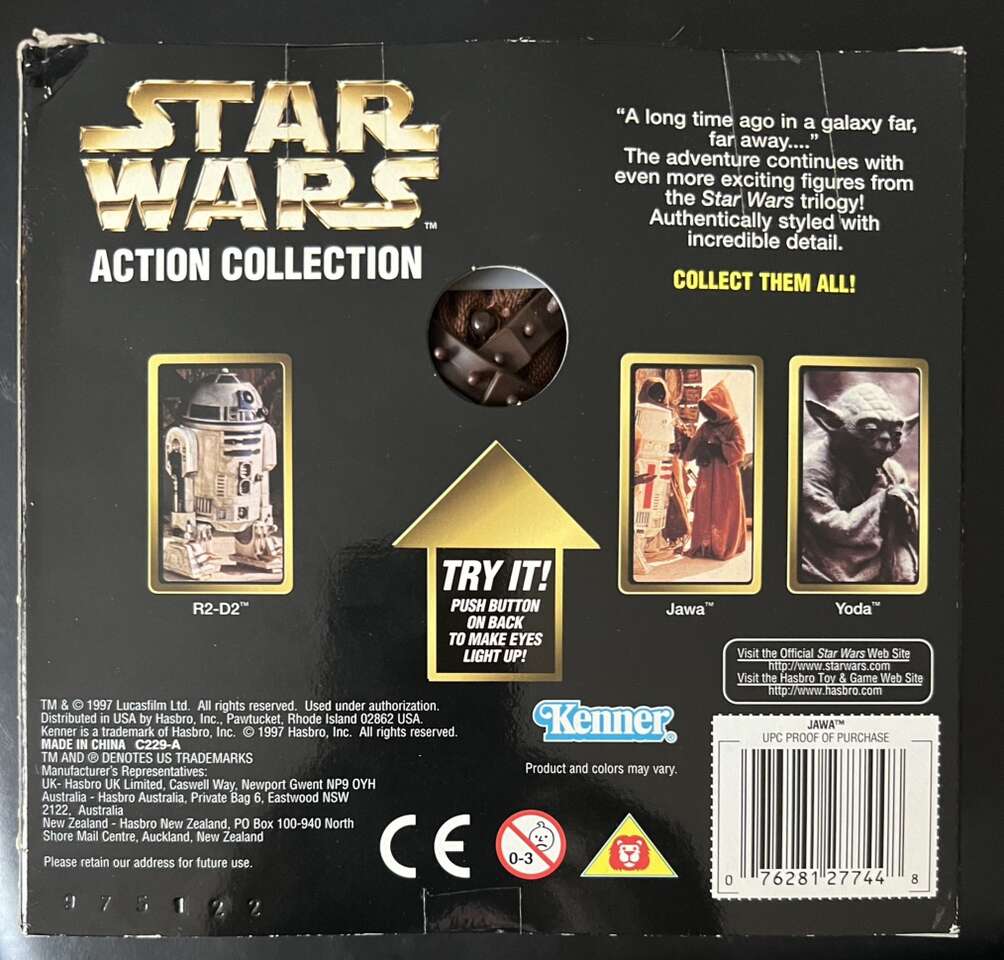 STAR
WARS™
ACTION COLLECTION
“A long time ago in a galaxy far,
far away....”
The adventure continues with
even more exciting figures from
the Star Wars trilogy!
Authentically styled with
incredible detail.
COLLECT THEM ALL!
R2-D2™
TRY IT!
PUSH BUTTON
ON BACK
TO MAKE EYES
LIGHT UP!
Jawa™
Yoda™
Visit the Official Star Wars Web Site
http://www.starwars.com
Visit the Hasbro Toy & Game Web Site
http://www.hasbro.com
TM & © 1997 Lucasfilm Ltd. All rights reserved. Used under authorization.
Distributed in USA by Hasbro, Inc., Pawtucket, Rhode Island 02862 USA.
Kenner is a trademark of Hasbro, Inc. © 1997 Hasbro, Inc. All rights reserved.
MADE IN CHINA C229-A
TM AND ® DENOTES US TRADEMARKS
Manufacturer's Representatives:
UK- Hasbro UK Limited, Caswell Way, Newport Gwent NP9 OYH
Australia - Hasbro Australia, Private Bag 6, Eastwood NSW
2122, Australia
New Zealand - Hasbro New Zealand, PO Box 100-940 North
Shore Mail Centre, Auckland, New Zealand
Please retain our address for future use.
975122
Kenner®
Product and colors may vary.
CE
0-3
JAWA™
UPC PROOF OF PURCHASE
0 76281 27744 8